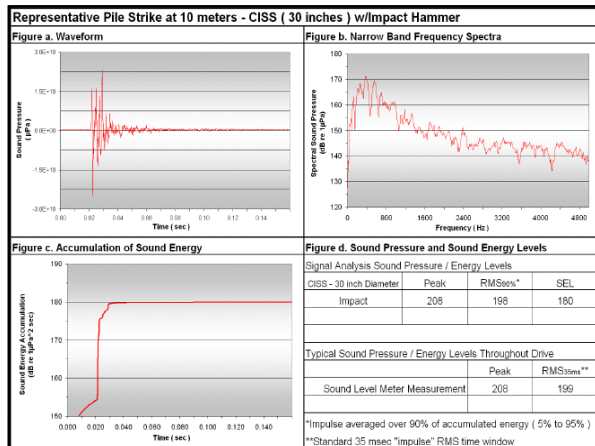 Representative Pile Strike at 10 meters - CISS ( 30 inches ) w/Impact Hammer
Figure a. Waveform
3.0E+10
1.5E+10
0.0E+00
-1.5E+10
-3.0E+10
Sound Pressure
( µPa )
0.00 0.02 0.04 0.06 0.08 0.10 0.12 0.14
Time ( sec )
Figure b. Narrow Band Frequency Spectra
180
170
160
150
140
130
Spectral Sound Pressure
(dB re 1µPa)
0 800 1600 2400 3200 4000 4800
Frequency ( Hz )
Figure c. Accumulation of Sound Energy
190
180
170
160
150
Sound Energy Accumulation
(dB re 1µPa^2 sec)
0.00 0.02 0.04 0.06 0.08 0.10 0.12 0.14
Time ( sec )
Figure d. Sound Pressure and Sound Energy Levels
Signal Analysis Sound Pressure / Energy Levels
CISS - 30 inch Diameter Peak RMS90%* SEL
Impact 208 198 180
Typical Sound Pressure / Energy Levels Throughout Drive
Peak RMS35ms**
Sound Level Meter Measurement 208 199
*Impulse averaged over 90% of accumulated energy ( 5% to 95% )
**Standard 35 msec "impulse" RMS time window